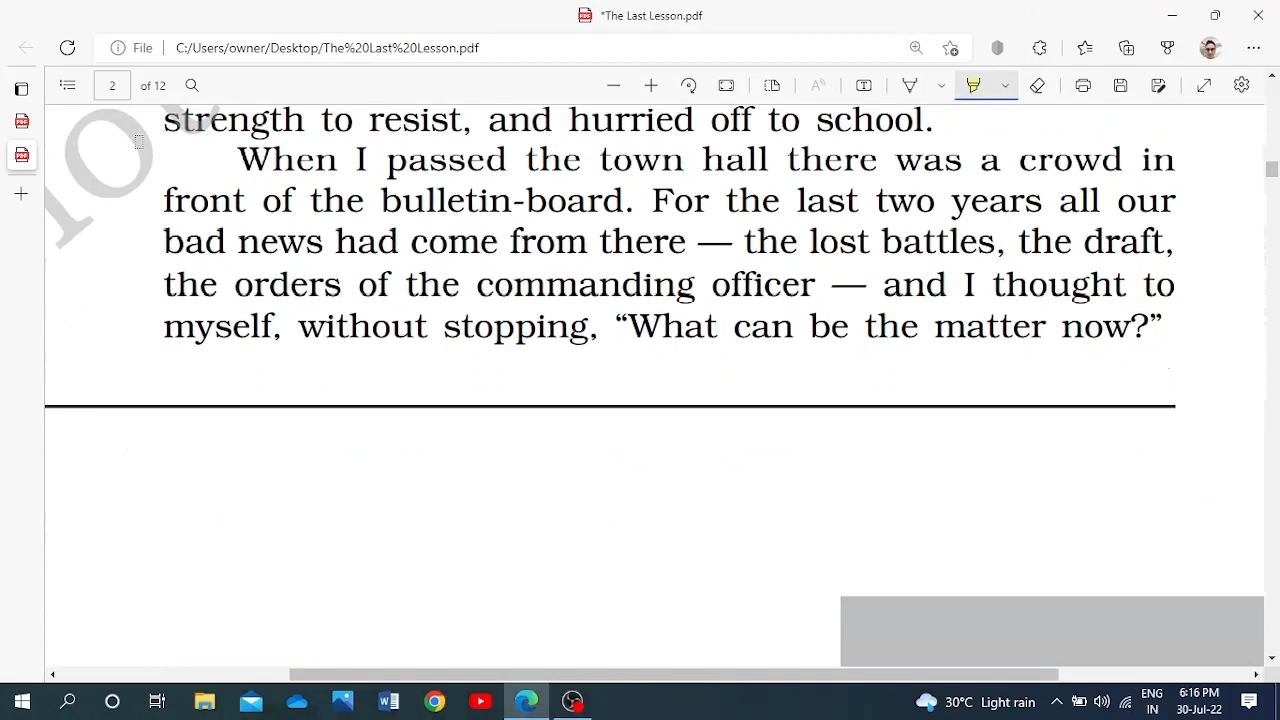 *The Last Lesson.pdf
File C:/Users/owner/Desktop/The%20Last%20Lesson.pdf
2 of 12
strength to resist, and hurried off to school.
When I passed the town hall there was a crowd in
front of the bulletin-board. For the last two years all our
bad news had come from there — the lost battles, the draft,
the orders of the commanding officer — and I thought to
myself, without stopping, “What can be the matter now?”
30°C Light rain
ENG
IN
6:16 PM
30-Jul-22